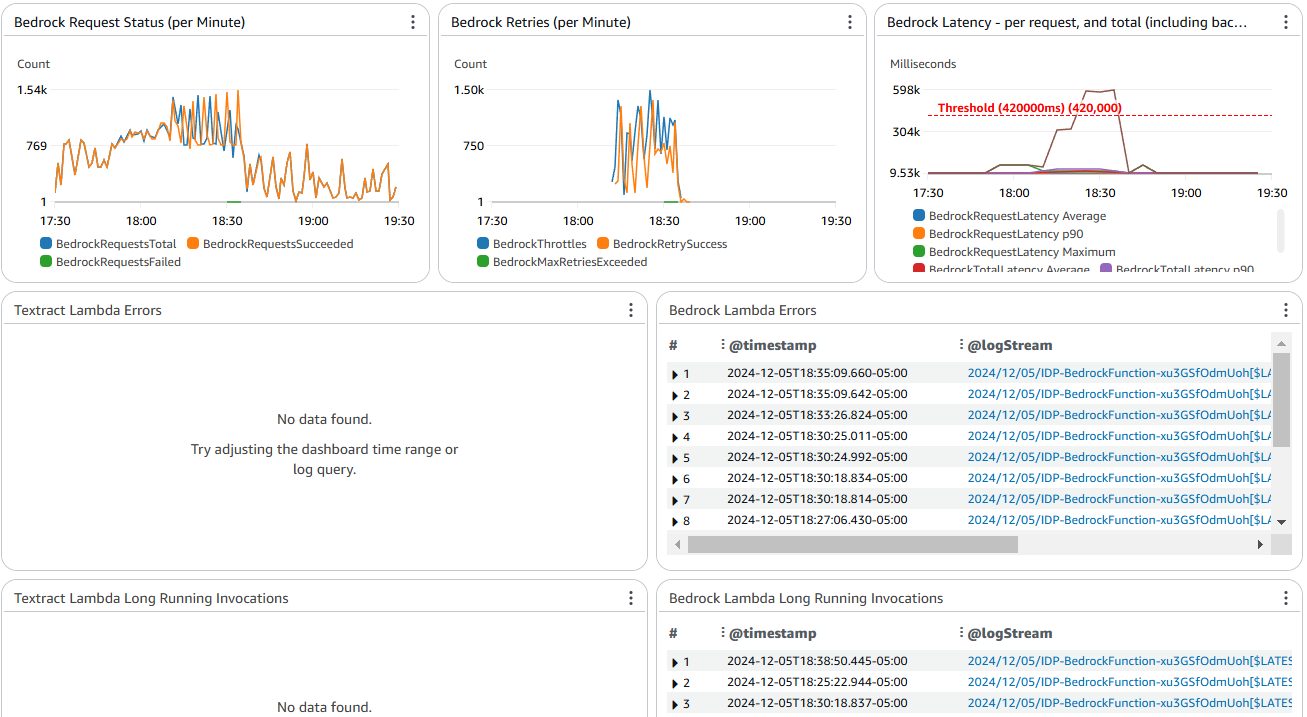 Bedrock Request Status (per Minute)
Count
1.54k
769
1
17:30 18:00 18:30 19:00 19:30
BedrockRequestsTotal BedrockRequestsSucceeded
BedrockRequestsFailed
Bedrock Retries (per Minute)
Count
1.50k
750
1
17:30 18:00 18:30 19:00 19:30
BedrockThrottles BedrockRetrySuccess
BedrockMaxRetriesExceeded
Bedrock Latency - per request, and total (including bac...
Milliseconds
598k
Threshold (420000ms) (420,000)
304k
9.53k
17:30 18:00 18:30 19:00 19:30
BedrockRequestLatency Average
BedrockRequestLatency p90
BedrockRequestLatency Maximum
BedrockTotalLatency Average BedrockTotalLatency p90
Textract Lambda Errors
No data found.
Try adjusting the dashboard time range or
log query.
Bedrock Lambda Errors
# @timestamp @logStream
1 2024-12-05T18:35:09.660-05:00 2024/12/05/IDP-BedrockFunction-xu3GSfOdmUoh[$LA
2 2024-12-05T18:35:09.642-05:00 2024/12/05/IDP-BedrockFunction-xu3GSfOdmUoh[$LA
3 2024-12-05T18:33:26.824-05:00 2024/12/05/IDP-BedrockFunction-xu3GSfOdmUoh[$LA
4 2024-12-05T18:30:25.011-05:00 2024/12/05/IDP-BedrockFunction-xu3GSfOdmUoh[$LA
5 2024-12-05T18:30:24.992-05:00 2024/12/05/IDP-BedrockFunction-xu3GSfOdmUoh[$LA
6 2024-12-05T18:30:18.834-05:00 2024/12/05/IDP-BedrockFunction-xu3GSfOdmUoh[$LA
7 2024-12-05T18:30:18.814-05:00 2024/12/05/IDP-BedrockFunction-xu3GSfOdmUoh[$LA
8 2024-12-05T18:27:06.430-05:00 2024/12/05/IDP-BedrockFunction-xu3GSfOdmUoh[$LA
Textract Lambda Long Running Invocations
No data found.
Bedrock Lambda Long Running Invocations
# @timestamp @logStream
1 2024-12-05T18:38:50.445-05:00 2024/12/05/IDP-BedrockFunction-xu3GSfOdmUoh[$LATES
2 2024-12-05T18:25:22.944-05:00 2024/12/05/IDP-BedrockFunction-xu3GSfOdmUoh[$LATES
3 2024-12-05T18:30:18.837-05:00 2024/12/05/IDP-BedrockFunction-xu3GSfOdmUoh[$LATES